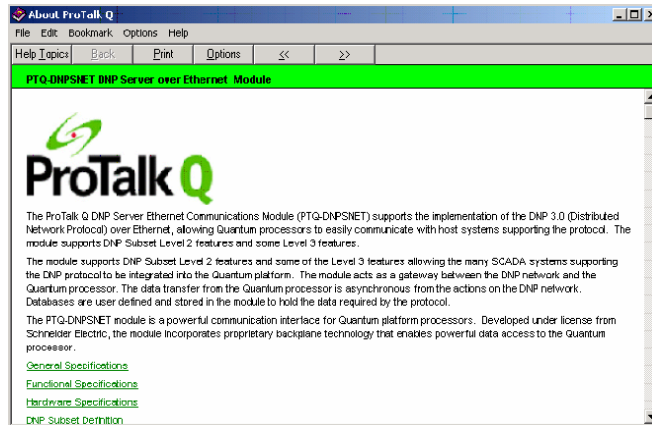 About ProTalk Q
File Edit Bookmark Options Help
Help Topics Back Print Options << >>
PTQ-DNPSNET DNP Server over Ethernet Module
ProTalk Q
The ProTalk Q DNP Server Ethernet Communications Module (PTQ-DNPSNET) supports the implementation of the DNP 3.0 (Distributed
Network Protocol) over Ethernet, allowing Quantum processors to easily communicate with host systems supporting the protocol. The
module supports DNP Subset Level 2 features and some Level 3 features.
The module supports DNP Subset Level 2 features and some of the Level 3 features allowing the many SCADA systems supporting
the DNP protocol to be integrated into the Quantum platform. The module acts as a gateway between the DNP network and the
Quantum processor. The data transfer from the Quantum processor is asynchronous from the actions on the DNP network.
Databases are user defined and stored in the module to hold the data required by the protocol.
The PTQ-DNPSNET module is a powerful communication interface for Quantum platform processors. Developed under license from
Schneider Electric, the module incorporates proprietary backplane technology that enables powerful data access to the Quantum
processor.
General Specifications
Functional Specifications
Hardware Specifications
DNP Subset Definition